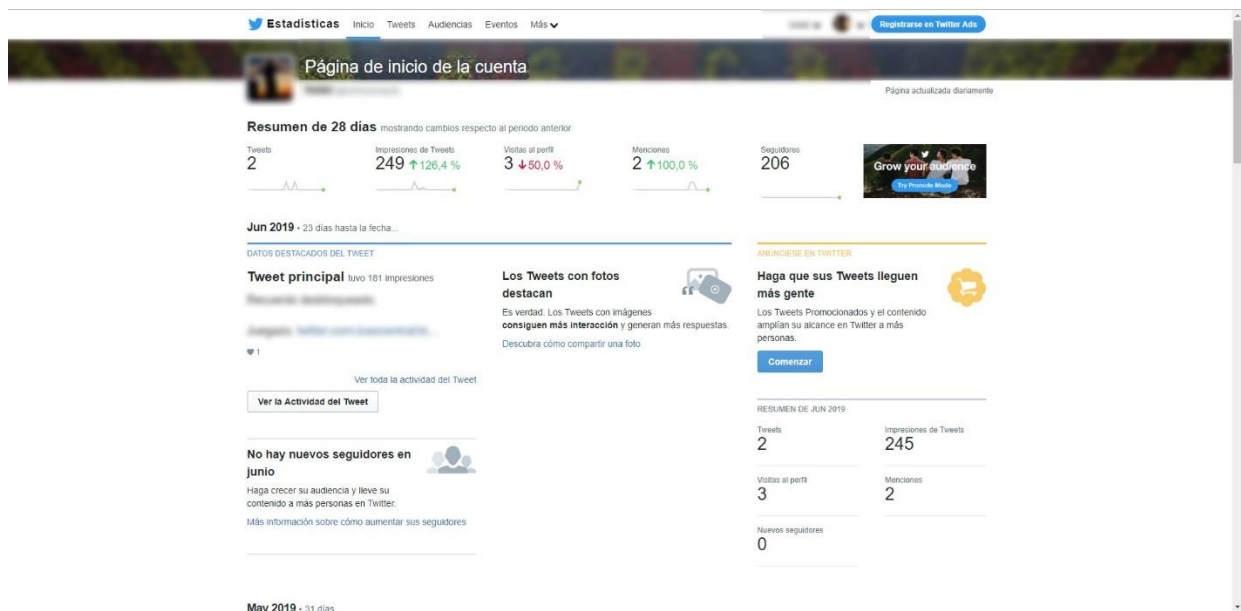 Estadísticas Inicio Tweets Audiencias Eventos Más
Registrarse en Twitter Ads
Página de inicio de la cuenta
Página actualizada diariamente
Resumen de 28 días mostrando cambios respecto al periodo anterior
Tweets
2
Impresiones de Tweets
249 ↑126,4 %
Visitas al perfil
3 ↓50,0 %
Menciones
2 ↑100,0 %
Seguidores
206
Grow your audience
Try Promote Mode
Jun 2019 • 23 días hasta la fecha...
DATOS DESTACADOS DEL TWEET
Tweet principal tuvo 181 impresiones
1
Ver toda la actividad del Tweet
Ver la Actividad del Tweet
Los Tweets con fotos
destacan
Es verdad. Los Tweets con imágenes
consiguen más interacción y generan más respuestas.
Descubra cómo compartir una foto
No hay nuevos seguidores en
junio
Haga crecer su audiencia y lleve su
contenido a más personas en Twitter.
Más información sobre cómo aumentar sus seguidores
ANÚNCIESE EN TWITTER
Haga que sus Tweets lleguen
más gente
Los Tweets Promocionados y el contenido
amplían su alcance en Twitter a más
personas.
Comenzar
RESUMEN DE JUN 2019
Tweets
2
Impresiones de Tweets
245
Visitas al perfil
3
Menciones
2
Nuevos seguidores
0
May 2019 • 31 días